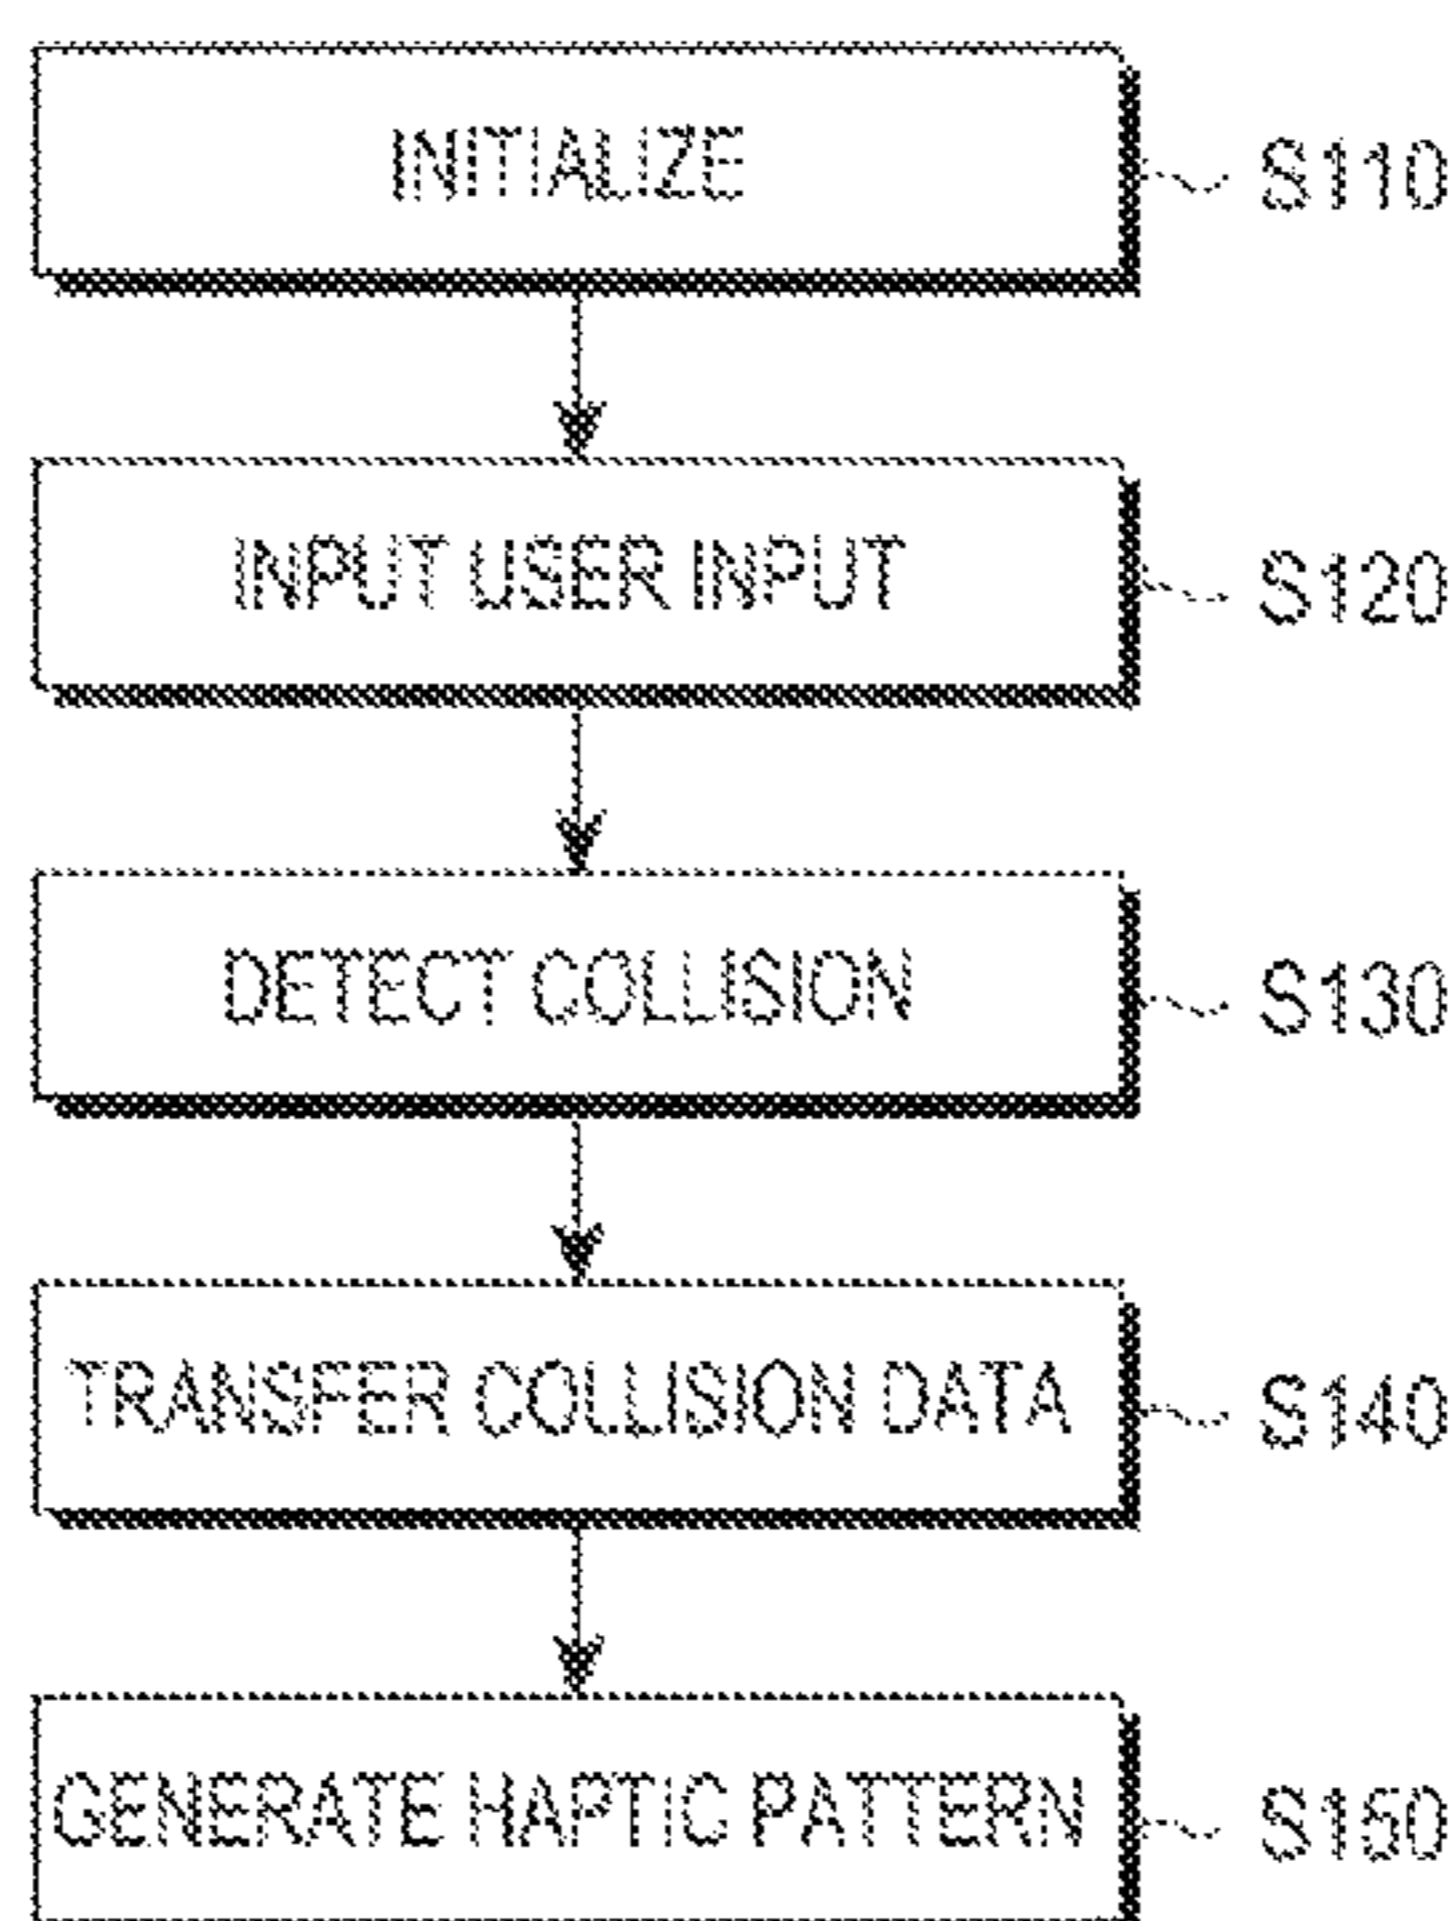 INITIALIZE S110
INPUT USER INPUT S120
DETECT COLLISION S130
TRANSFER COLLISION DATA S140
GENERATE HAPTIC PATTERN S150